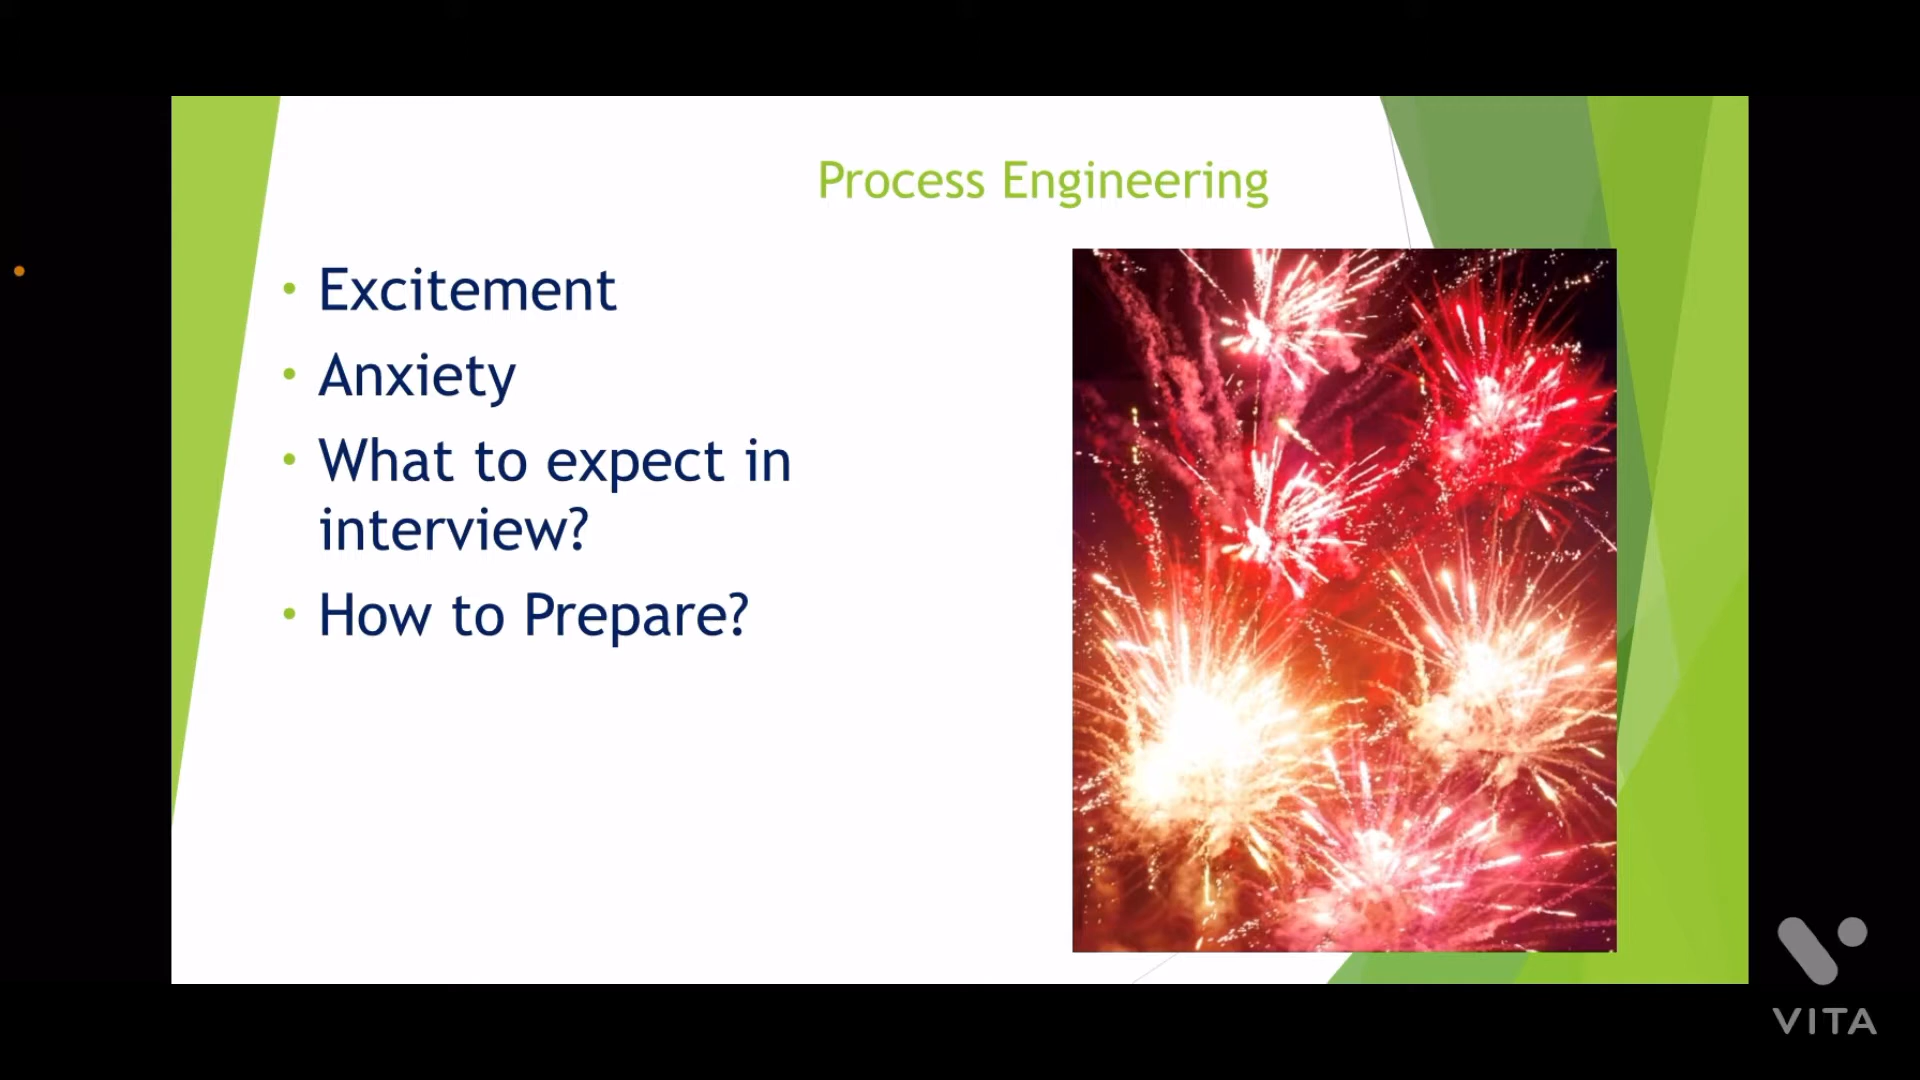 Process Engineering
• Excitement
• Anxiety
• What to expect in
interview?
• How to Prepare?
VITA